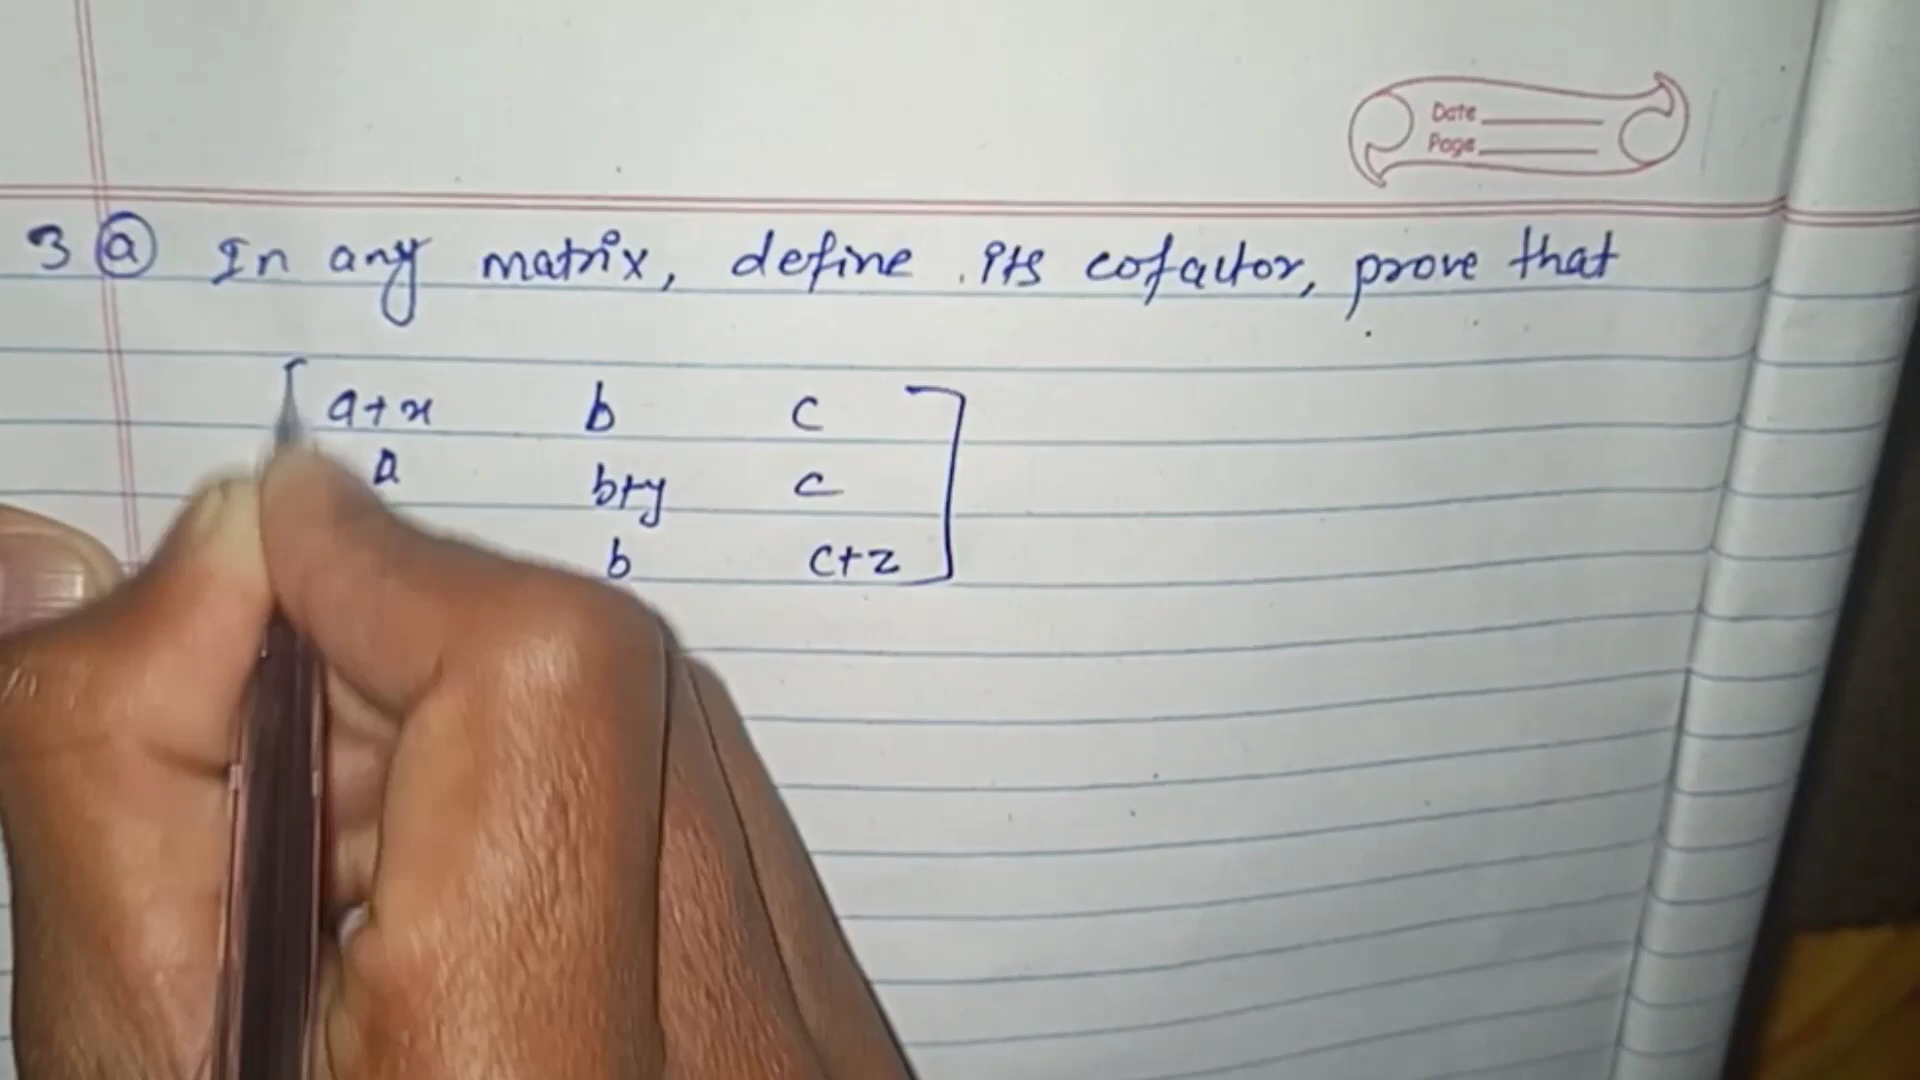 Date
Page
3 (a) In any matrix, define its cofactor, prove that
a+x b c
a b+y c
b c+z